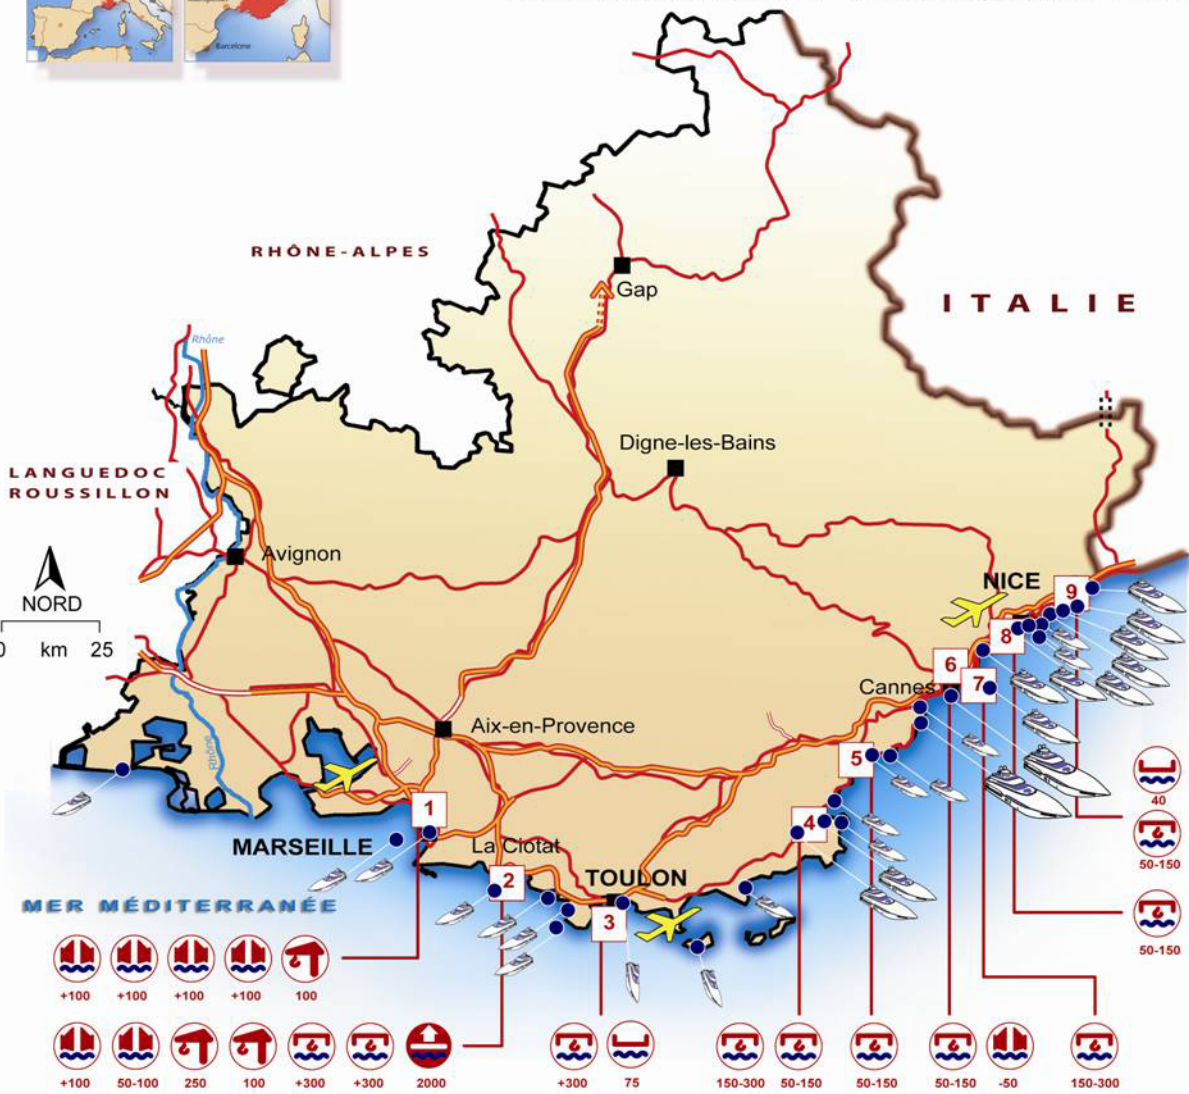 Barcelone
RHÔNE-ALPES
Gap
ITALIE
Rhône
Digne-les-Bains
LANGUEDOC
ROUSSILLON
Avignon
NORD
0 km 25
NICE
9
8
6
7
Cannes
Aix-en-Provence
Rhône
5
1
4
MARSEILLE
La Ciotat
2
TOULON
3
MER MÉDITERRANÉE
40
50-150
50-150
+100 +100 +100 +100 100
+100 50-100 250 100 +300 +300 2000
+300 75
150-300 50-150
50-150
50-150 -50
150-300